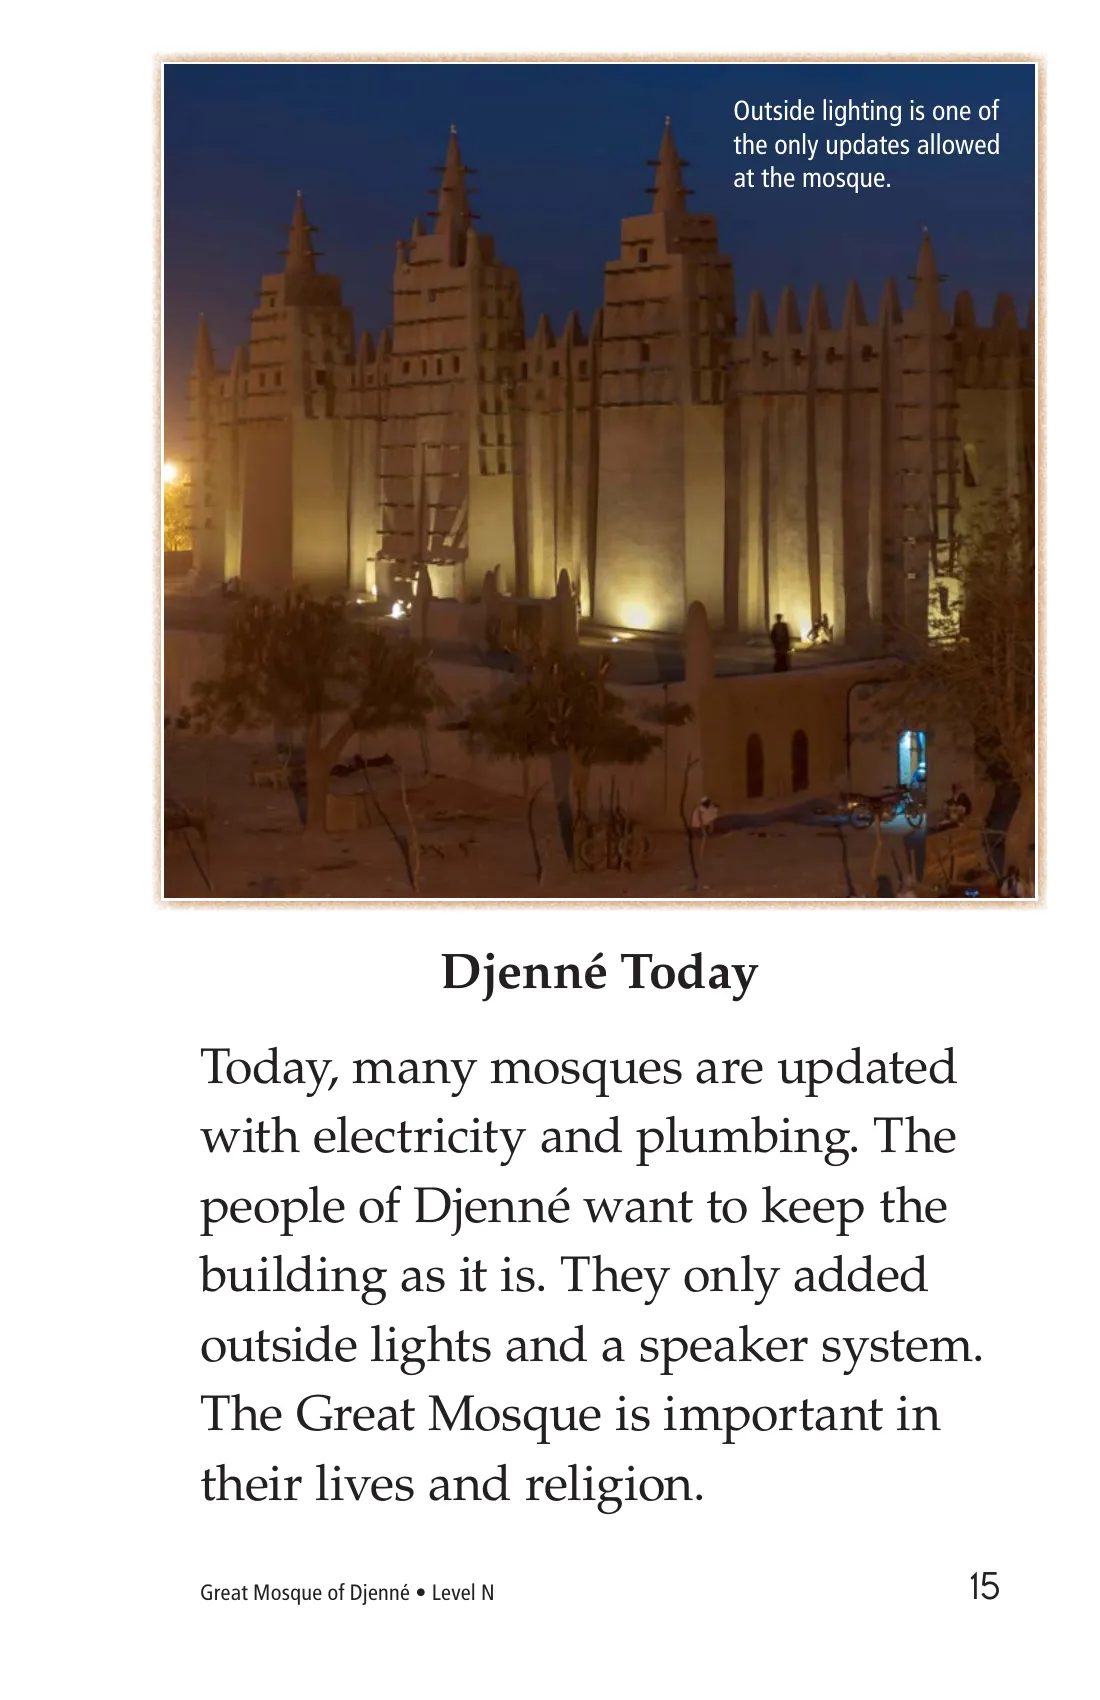 Outside lighting is one of
the only updates allowed
at the mosque.
Djenné Today
Today, many mosques are updated
with electricity and plumbing. The
people of Djenné want to keep the
building as it is. They only added
outside lights and a speaker system.
The Great Mosque is important in
their lives and religion.
Great Mosque of Djenné • Level N
15